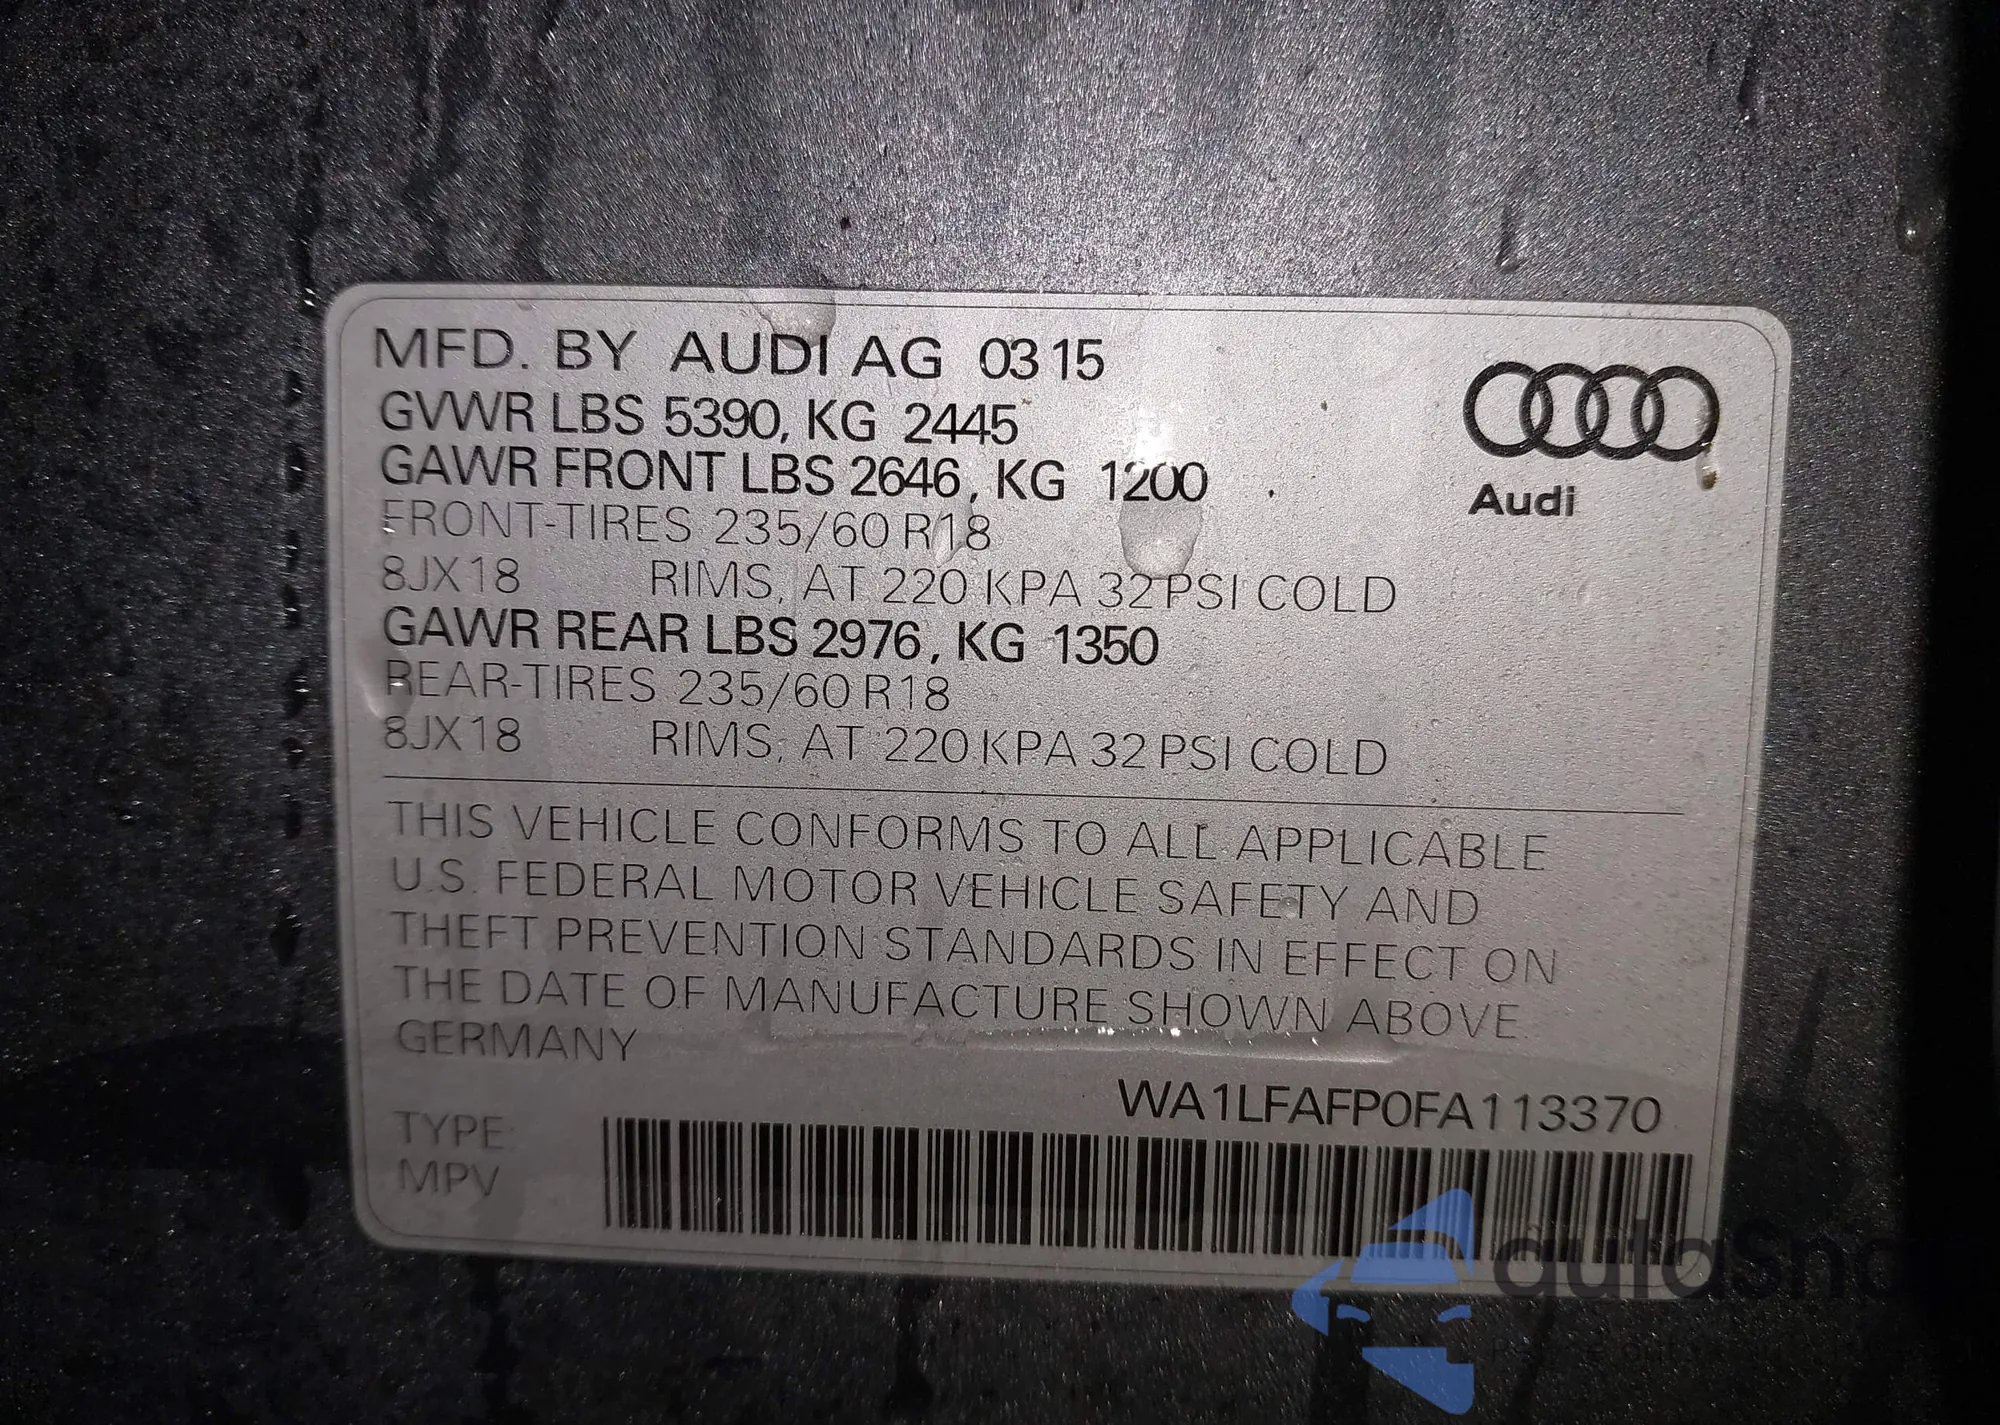 MFD. BY AUDI AG 03 15
GVWR LBS 5390, KG 2445
GAWR FRONT LBS 2646, KG 1200
FRONT-TIRES 235/60 R18
8JX18 RIMS, AT 220 KPA 32 PSI COLD
GAWR REAR LBS 2976, KG 1350
REAR-TIRES 235/60 R18
8JX18 RIMS, AT 220 KPA 32 PSI COLD
Audi
THIS VEHICLE CONFORMS TO ALL APPLICABLE
U.S. FEDERAL MOTOR VEHICLE SAFETY AND
THEFT PREVENTION STANDARDS IN EFFECT ON
THE DATE OF MANUFACTURE SHOWN ABOVE.
GERMANY
WA1LFAFP0FA113370
TYPE:
MPV